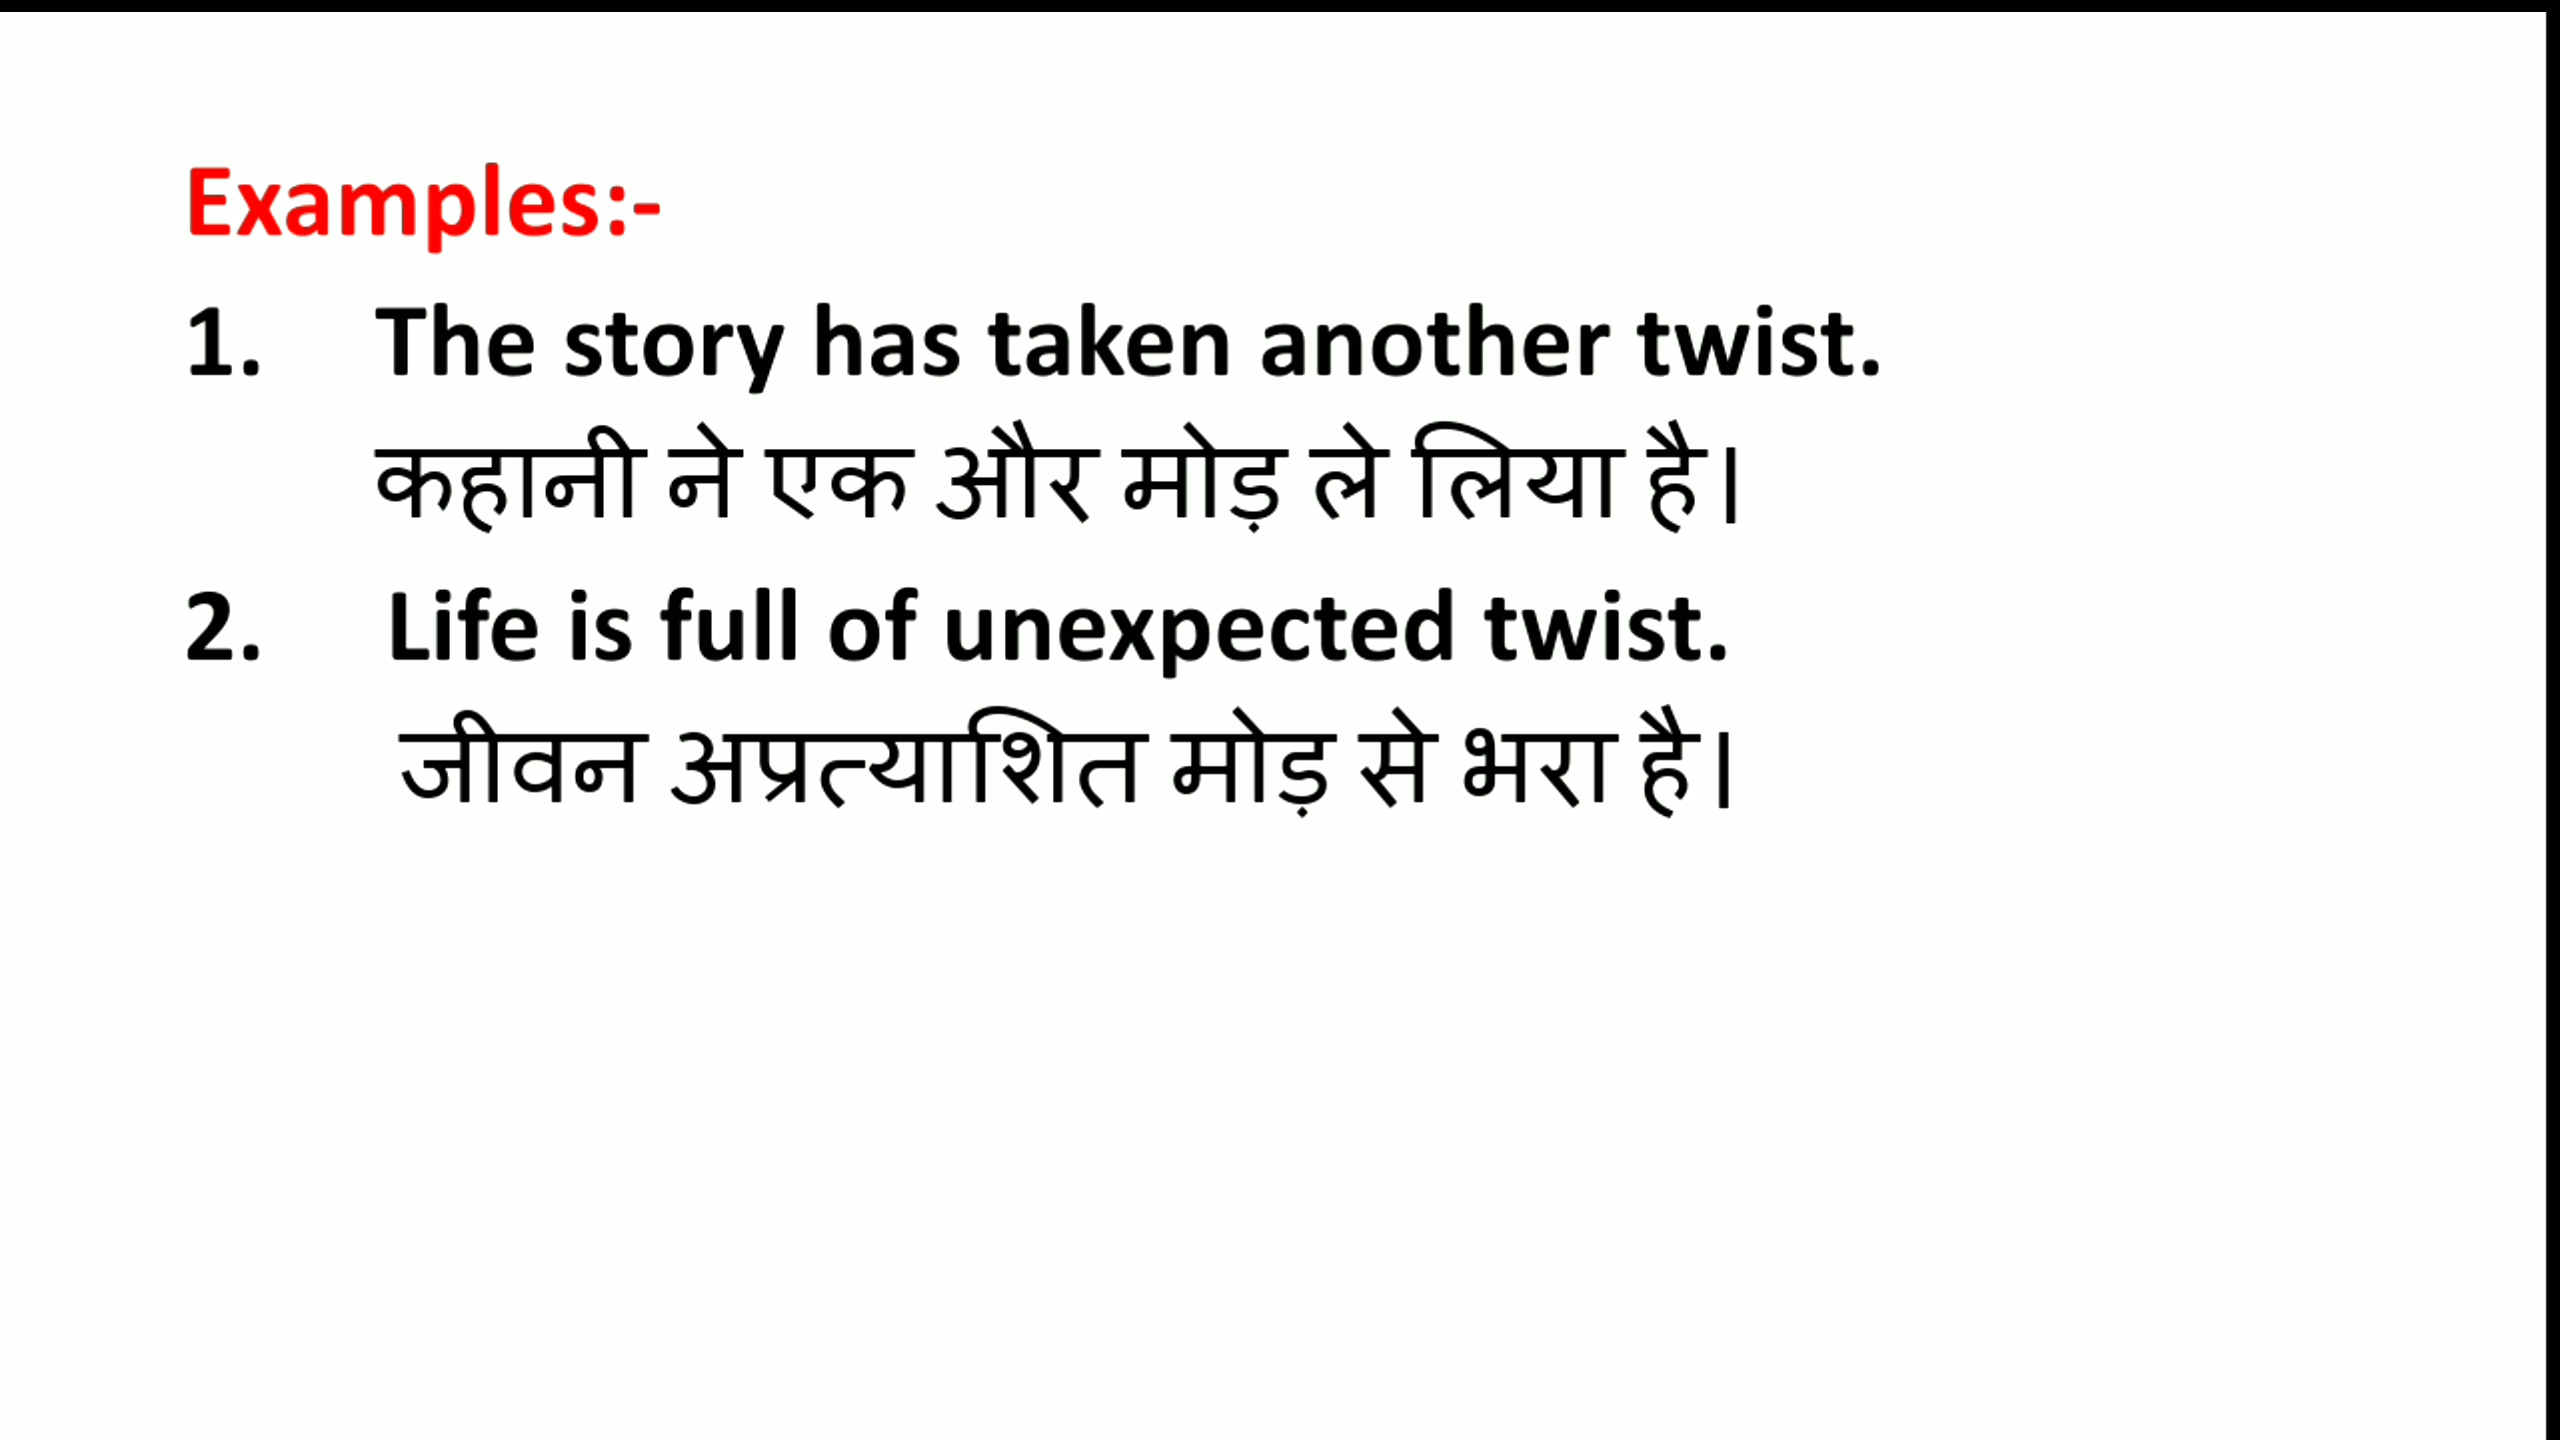 Examples:-
1. The story has taken another twist.
कहानी ने एक और मोड़ ले लिया है।
2. Life is full of unexpected twist.
जीवन अप्रत्याशित मोड़ से भरा है।